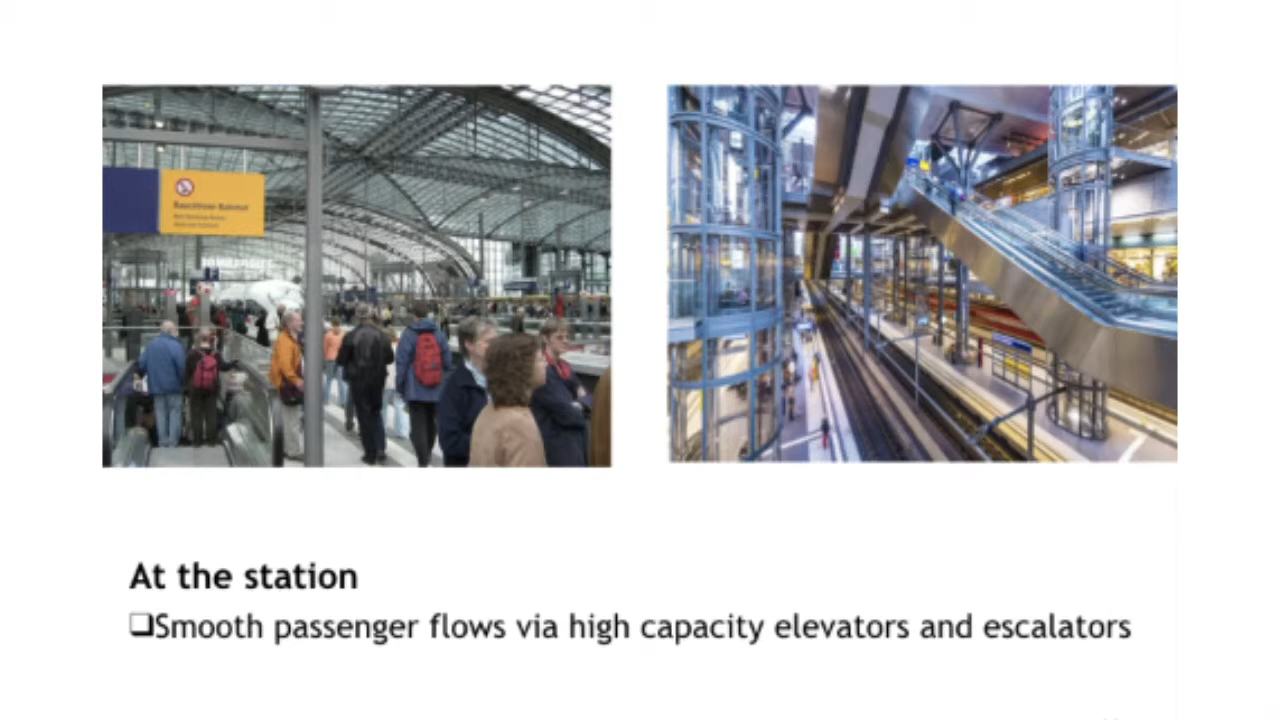 At the station
❑Smooth passenger flows via high capacity elevators and escalators